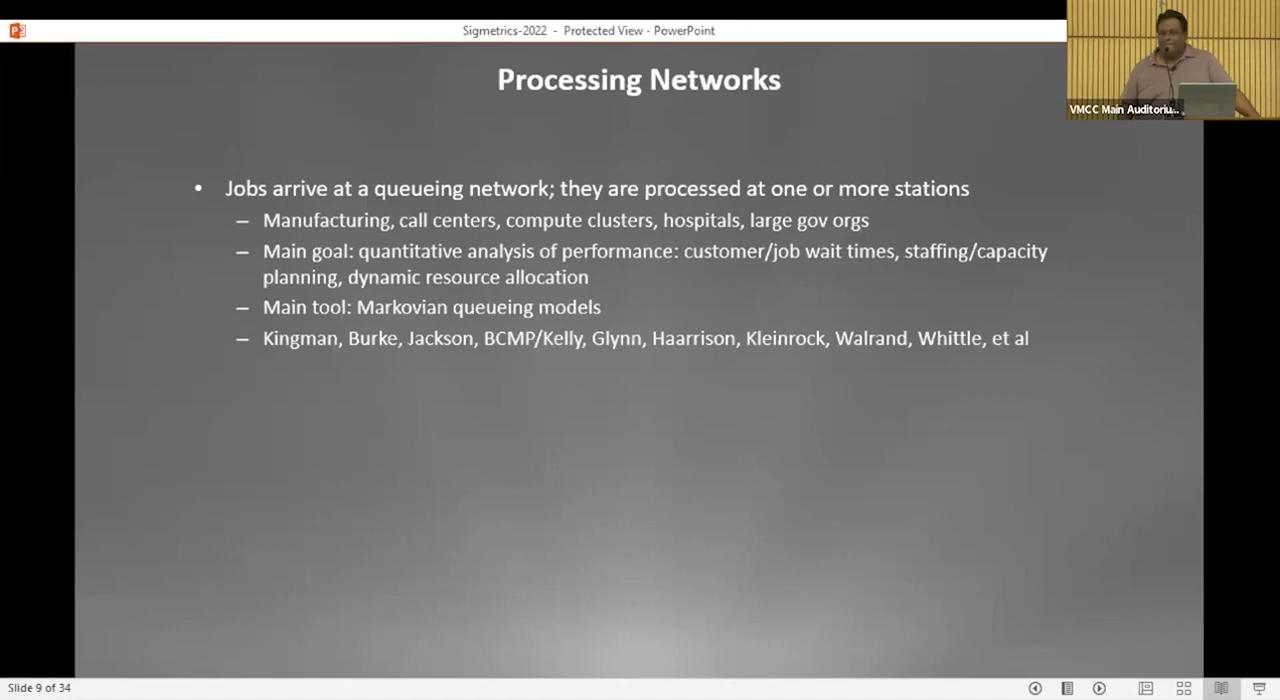 Sigmetrics-2022 - Protected View - PowerPoint
VMCC Main Auditoriu...
Processing Networks
• Jobs arrive at a queueing network; they are processed at one or more stations
– Manufacturing, call centers, compute clusters, hospitals, large gov orgs
– Main goal: quantitative analysis of performance: customer/job wait times, staffing/capacity
planning, dynamic resource allocation
– Main tool: Markovian queueing models
– Kingman, Burke, Jackson, BCMP/Kelly, Glynn, Haarrison, Kleinrock, Walrand, Whittle, et al
Slide 9 of 34